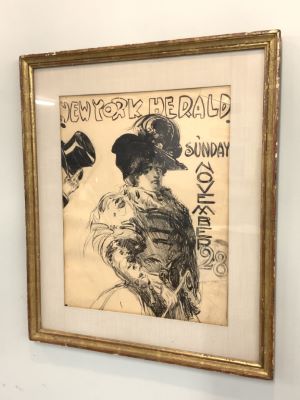 NEW YORK HERALD
SUNDAY
NOVEMBER
28